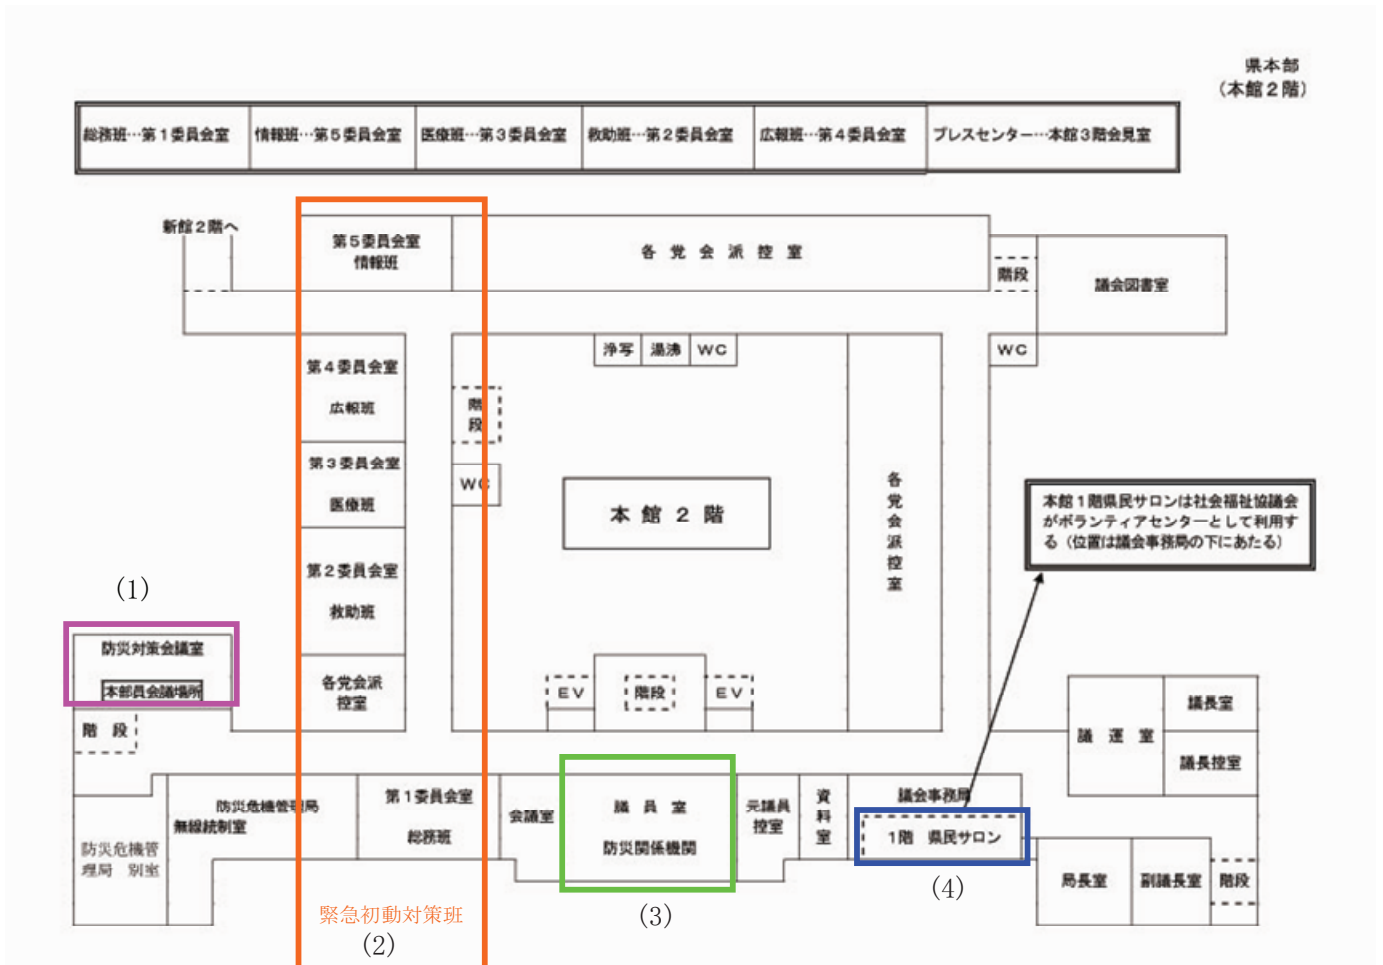 県本部
(本館２階)
総務班…第１委員会室
情報班…第５委員会室
医療班…第３委員会室
救助班…第２委員会室
広報班…第４委員会室
プレスセンター…本館３階会見室
新館２階へ
第５委員会室
情報班
各党会派控室
階段
議会図書室
浄写
湯沸
WC
WC
第４委員会室
広報班
階
段
第３委員会室
医療班
WC
本館２階
各
党
会
派
控
室
本館１階県民サロンは社会福祉協議会
がボランティアセンターとして利用す
る（位置は議会事務局の下にあたる）
第２委員会室
救助班
(1)
防災対策会議室
本部員会議場所
各党会派
控室
EV
階段
EV
階段
議運室
議長室
議長控室
防災危機管理局
無線統制室
第１委員会室
総務班
会議室
議員室
防災関係機関
元議員
控室
資
料
室
議会事務局
１階　県民サロン
防災危機管
理局　別室
局長室
副議長室
階段
緊急初動対策班
(2)
(3)
(4)